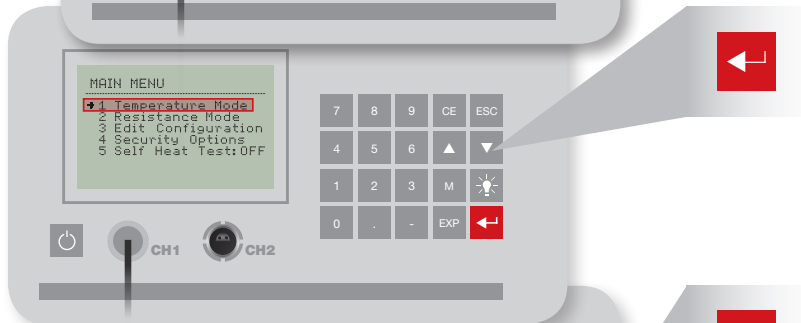 MAIN MENU
1 Temperature Mode
2 Resistance Mode
3 Edit Configuration
4 Security Options
5 Self Heat Test:OFF
7 8 9 CE ESC
4 5 6
1 2 3 M
0 . - EXP
CH1 CH2